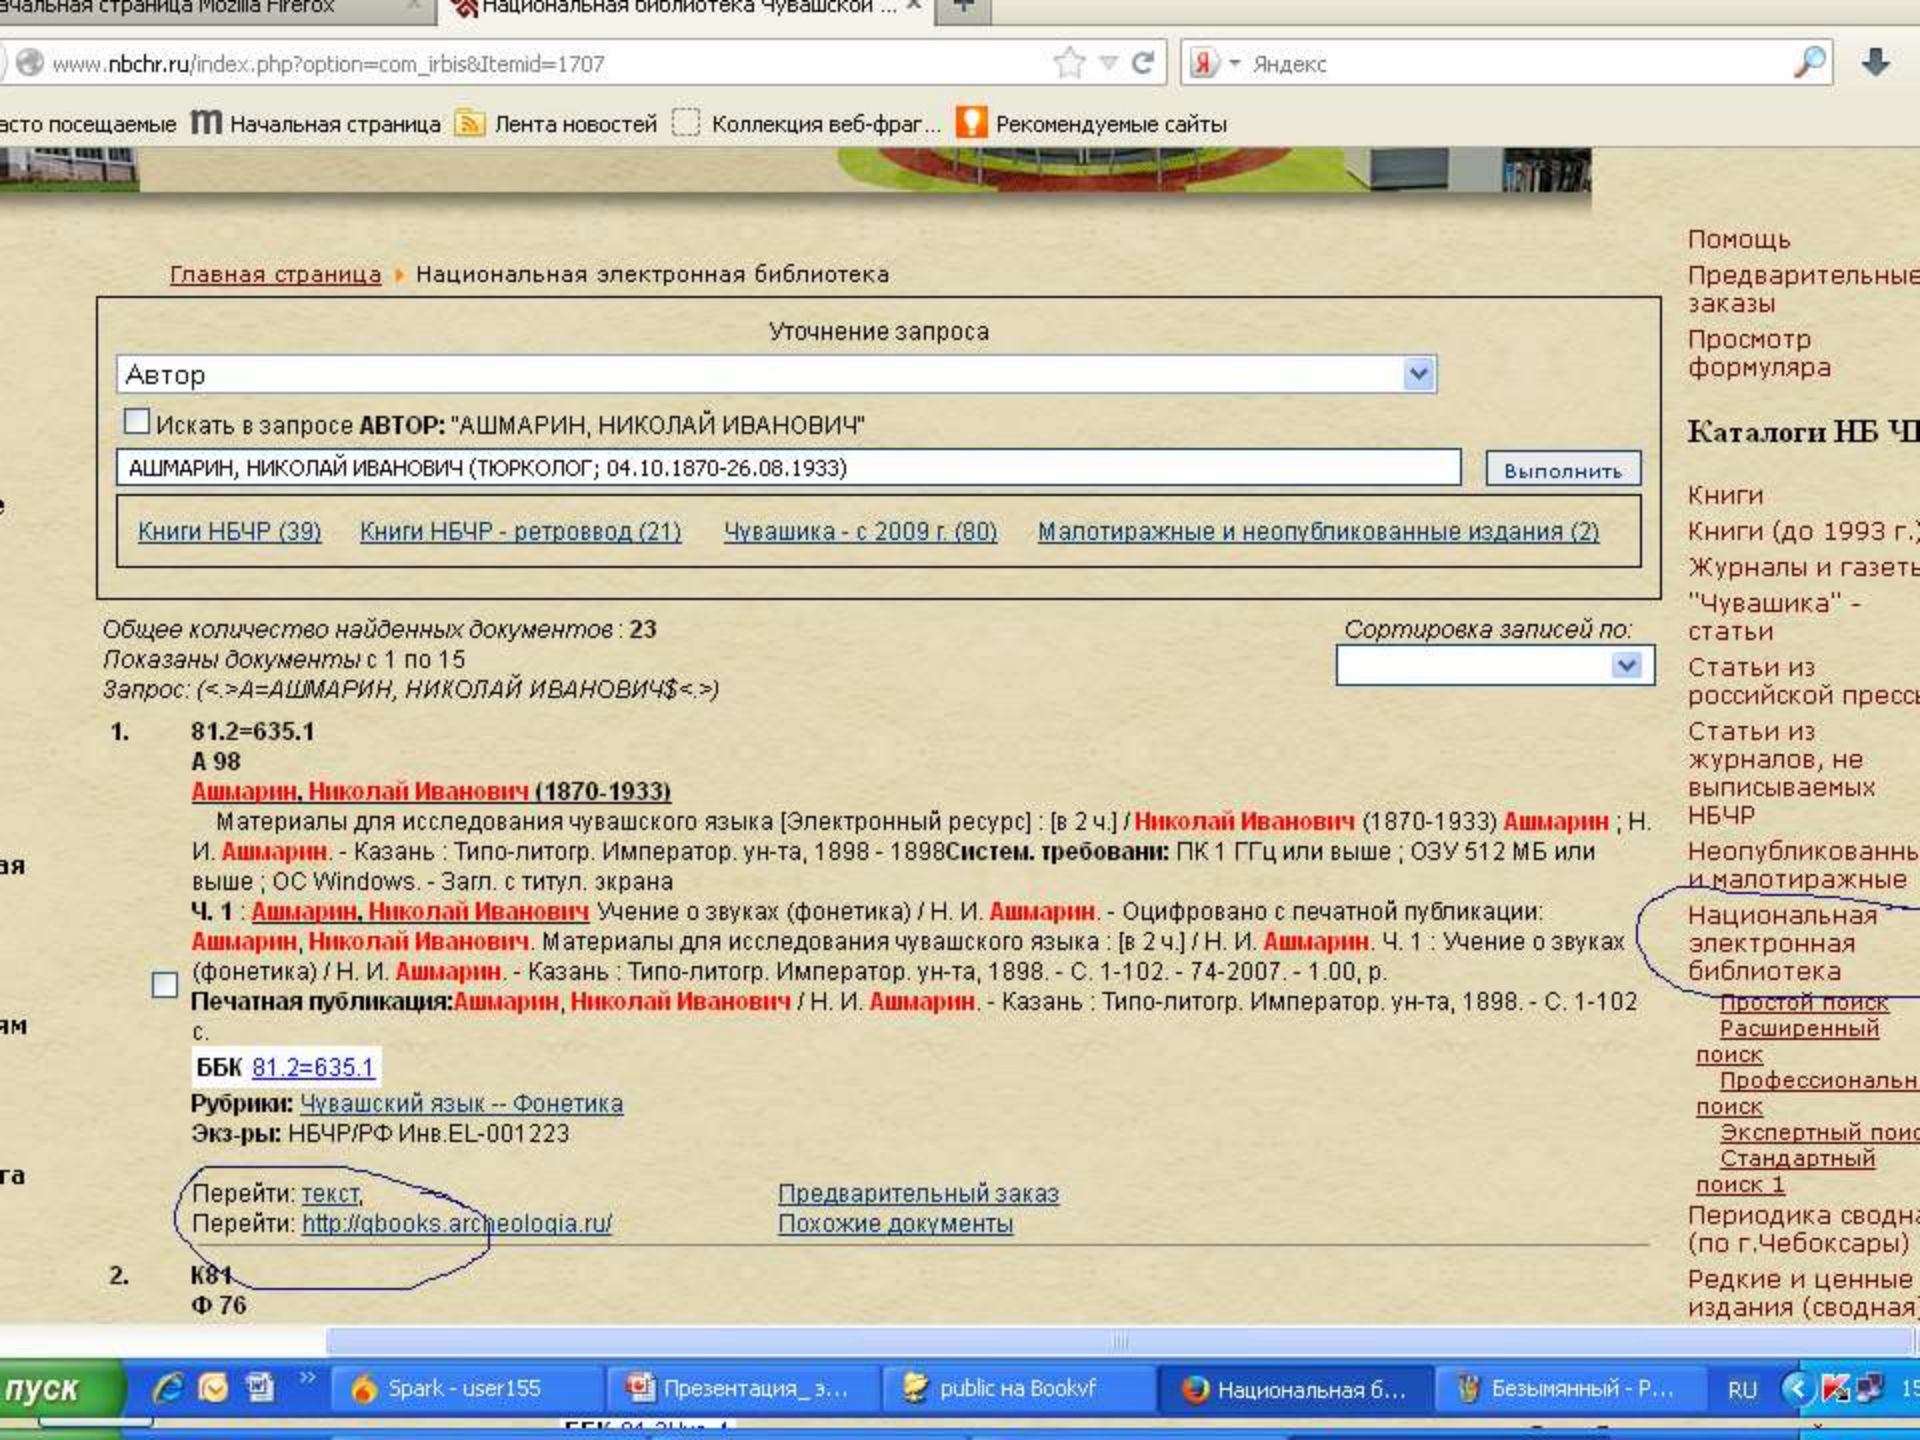 ачальная страница Mozilla Firefox
Национальная библиотека Чувашской ...
www.nbchr.ru/index.php?option=com_irbis&Itemid=1707
Яндекс
асто посещаемые
Начальная страница
Лента новостей
Коллекция веб-фраг...
Рекомендуемые сайты
Главная страница Национальная электронная библиотека
Уточнение запроса
Автор
Искать в запросе АВТОР: "АШМАРИН, НИКОЛАЙ ИВАНОВИЧ"
АШМАРИН, НИКОЛАЙ ИВАНОВИЧ (ТЮРКОЛОГ; 04.10.1870-26.08.1933)
Выполнить
Книги НБЧР (39) Книги НБЧР - ретроввод (21) Чувашика - с 2009 г. (80) Малотиражные и неопубликованные издания (2)
Общее количество найденных документов : 23
Показаны документы с 1 по 15
Запрос: (<.>A=АШМАРИН, НИКОЛАЙ ИВАНОВИЧ$<.>)
Сортировка записей по:
1. 81.2=635.1
А 98
Ашмарин, Николай Иванович (1870-1933)
Материалы для исследования чувашского языка [Электронный ресурс] : [в 2 ч.] / Николай Иванович (1870-1933) Ашмарин ; Н.
И. Ашмарин. - Казань : Типо-литогр. Император. ун-та, 1898 - 1898Систем. требовани: ПК 1 ГГц или выше ; ОЗУ 512 МБ или
выше ; ОС Windows. - Загл. с титул. экрана
Ч. 1 : Ашмарин, Николай Иванович Учение о звуках (фонетика) / Н. И. Ашмарин. - Оцифровано с печатной публикации:
Ашмарин, Николай Иванович. Материалы для исследования чувашского языка : [в 2 ч.] / Н. И. Ашмарин. Ч. 1 : Учение о звуках
(фонетика) / Н. И. Ашмарин. - Казань : Типо-литогр. Император. ун-та, 1898. - С. 1-102. - 74-2007. - 1.00, р.
Печатная публикация:Ашмарин, Николай Иванович / Н. И. Ашмарин. - Казань : Типо-литогр. Император. ун-та, 1898. - С. 1-102
с.
ББК 81.2=635.1
Рубрики: Чувашский язык -- Фонетика
Экз-ры: НБЧР/РФ Инв.EL-001223
Перейти: текст,
Предварительный заказ
Перейти: http://qbooks.archeologia.ru/
Похожие документы
2. К81
Ф 76
е
ая
ям
га
Помощь
Предварительные
заказы
Просмотр
формуляра
Каталоги НБ Ч
Книги
Книги (до 1993 г.)
Журналы и газеты
"Чувашика" -
статьи
Статьи из
российской прессы
Статьи из
журналов, не
выписываемых
НБЧР
Неопубликованнь
и малотиражные
Национальная
электронная
библиотека
Простой поиск
Расширенный
поиск
Профессиональн
поиск
Экспертный поис
Стандартный
поиск 1
Периодика сводна
(по г.Чебоксары)
Редкие и ценные
издания (сводная)
пуск
Spark - user155
Презентация_ э...
public на Bookvf
Национальная б...
Безымянный - P...
RU
15